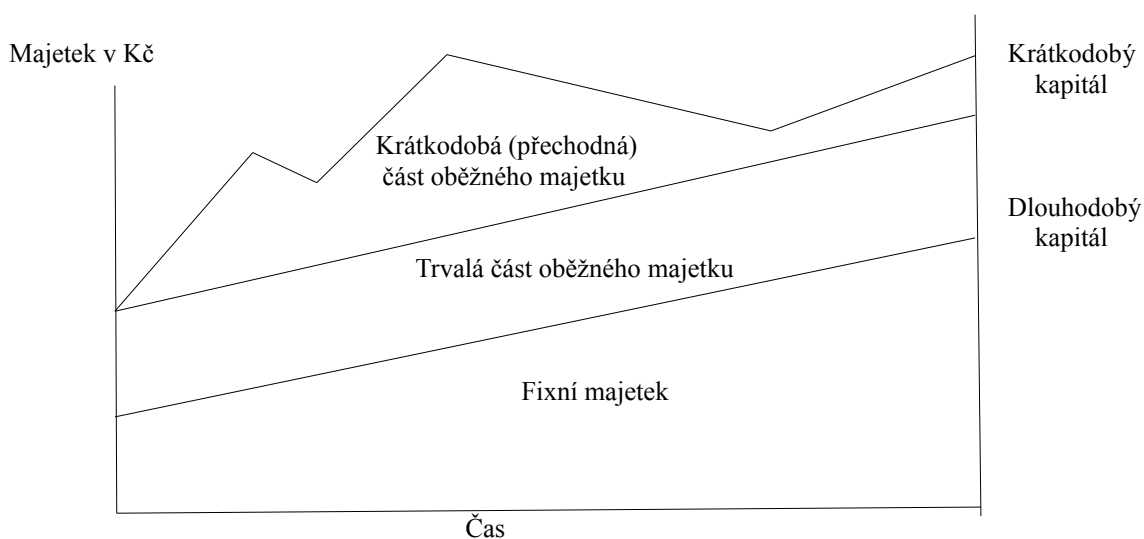 Majetek v Kč
Krátkodobý
kapitál
Krátkodobá (přechodná)
část oběžného majetku
Dlouhodobý
kapitál
Trvalá část oběžného majetku
Fixní majetek
Čas